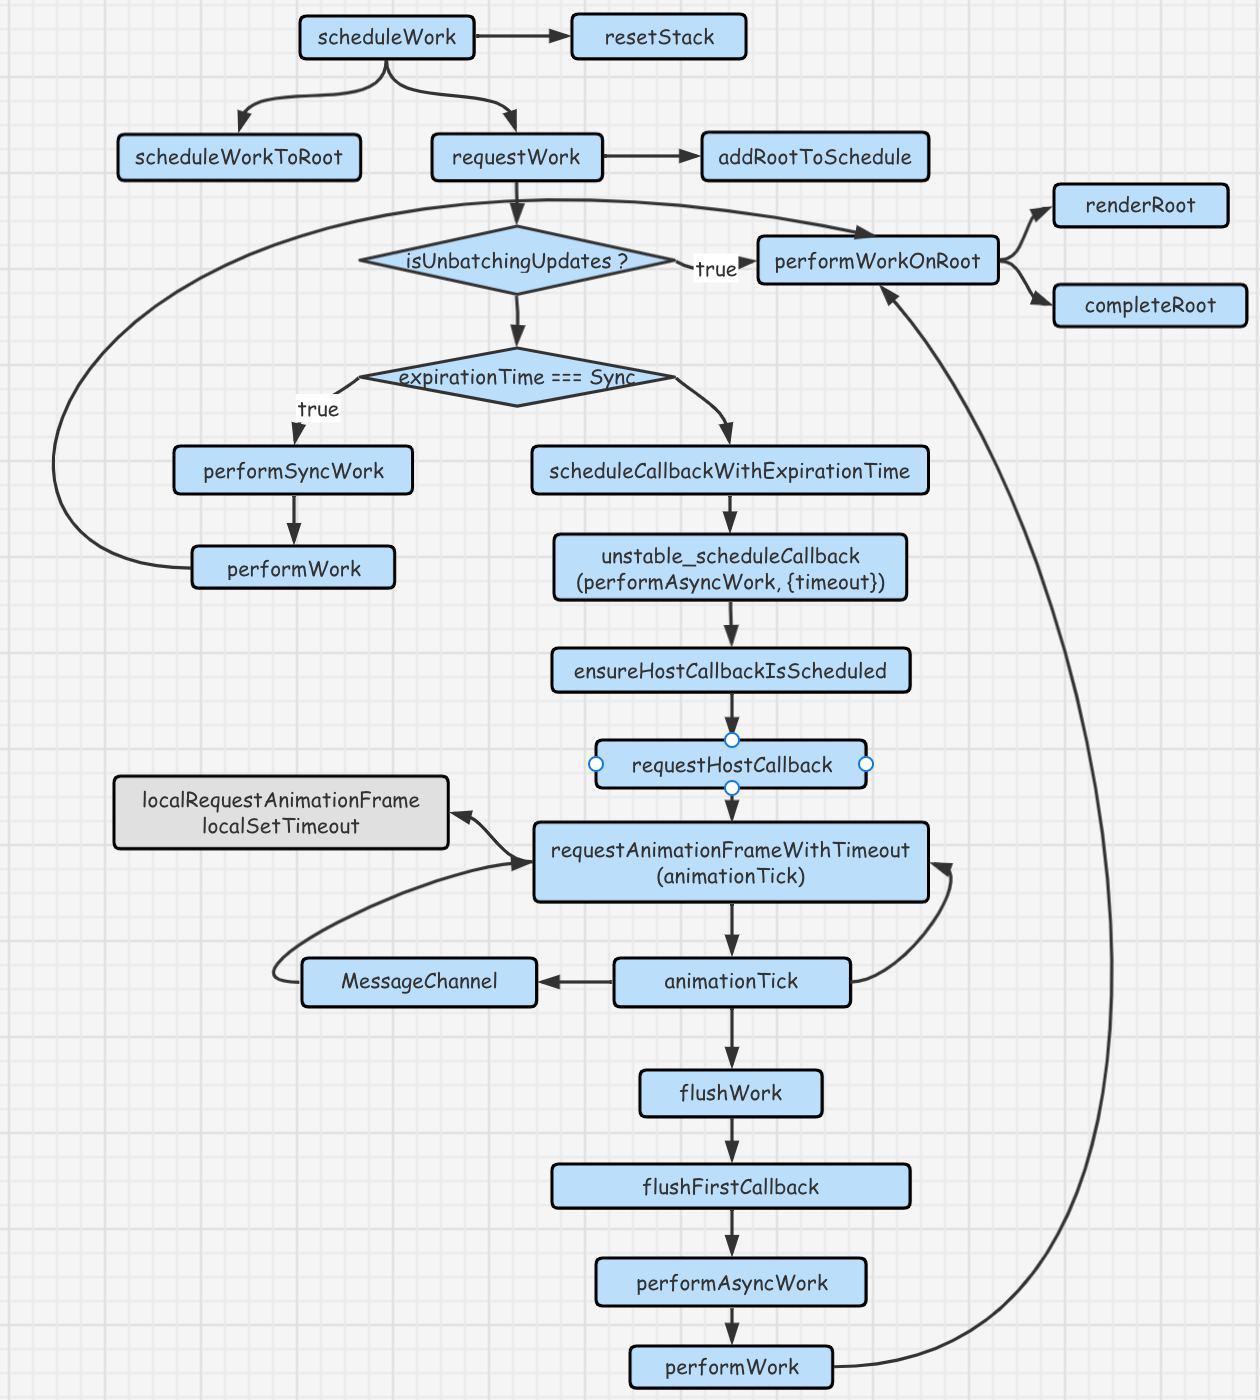 scheduleWork
resetStack
scheduleWorkToRoot
requestWork
addRootToSchedule
renderRoot
isUnbatchingUpdates ?
true
performWorkOnRoot
completeRoot
expirationTime === Sync
true
performSyncWork
scheduleCallbackWithExpirationTime
performWork
unstable_scheduleCallback
(performAsyncWork, {timeout})
ensureHostCallbackIsScheduled
requestHostCallback
localRequestAnimationFrame
localSetTimeout
requestAnimationFrameWithTimeout
(animationTick)
MessageChannel
animationTick
flushWork
flushFirstCallback
performAsyncWork
performWork